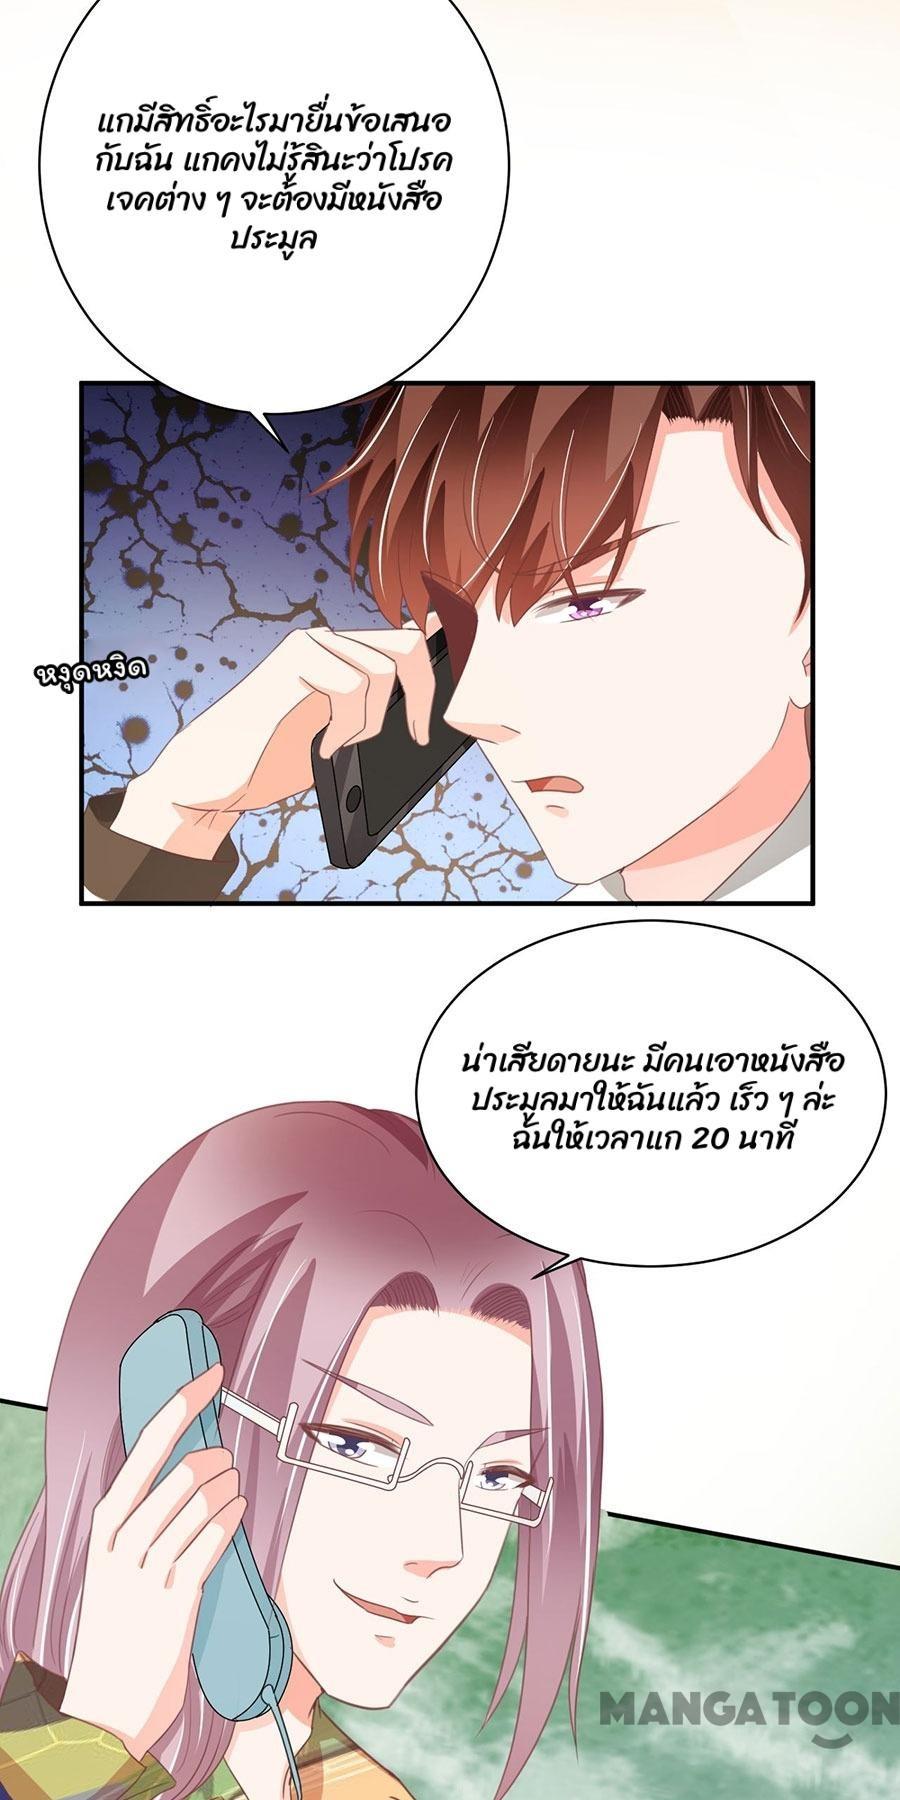 แกมีสิทธิ์อะไรมายื่นข้อเสนอ
กับฉัน แกคงไม่รู้สินะว่าโปรค
เจคต่าง ๆ จะต้องมีหนังสือ
ประมูล
หงุดหงิด
น่าเสียดายนะ มีคนเอาหนังสือ
ประมูลมาให้ฉันแล้ว เร็ว ๆ ล่ะ
ฉันให้เวลาแก 20 นาที
MANGATOON